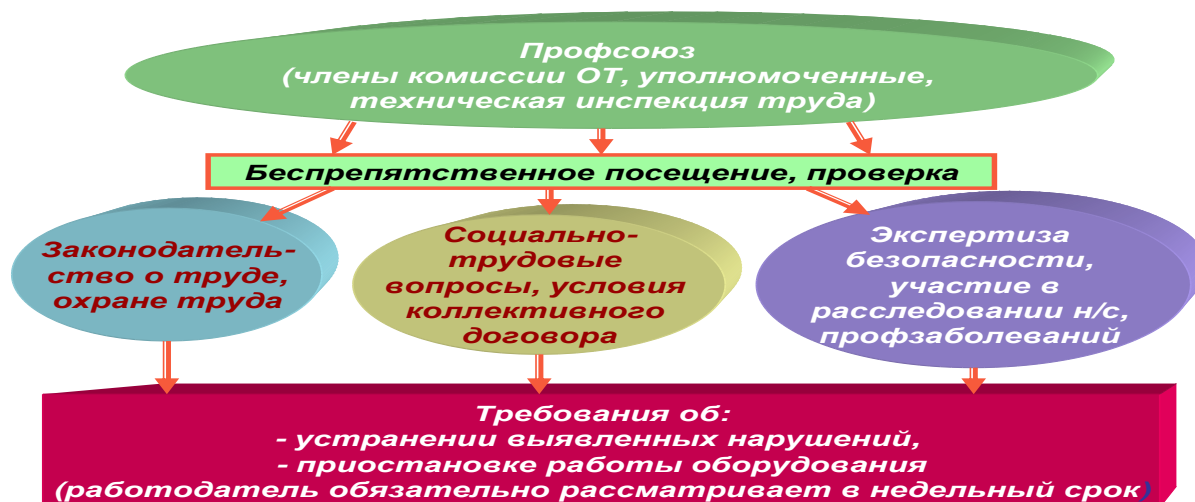 Профсоюз
(члены комиссии ОТ, уполномоченные,
техническая инспекция труда)
Беспрепятственное посещение, проверка
Законодатель-
ство о труде,
охране труда
Социально-
трудовые
вопросы, условия
коллективного
договора
Экспертиза
безопасности,
участие в
расследовании н/с,
профзаболеваний
Требования об:
- устранении выявленных нарушений,
- приостановке работы оборудования
(работодатель обязательно рассматривает в недельный срок)